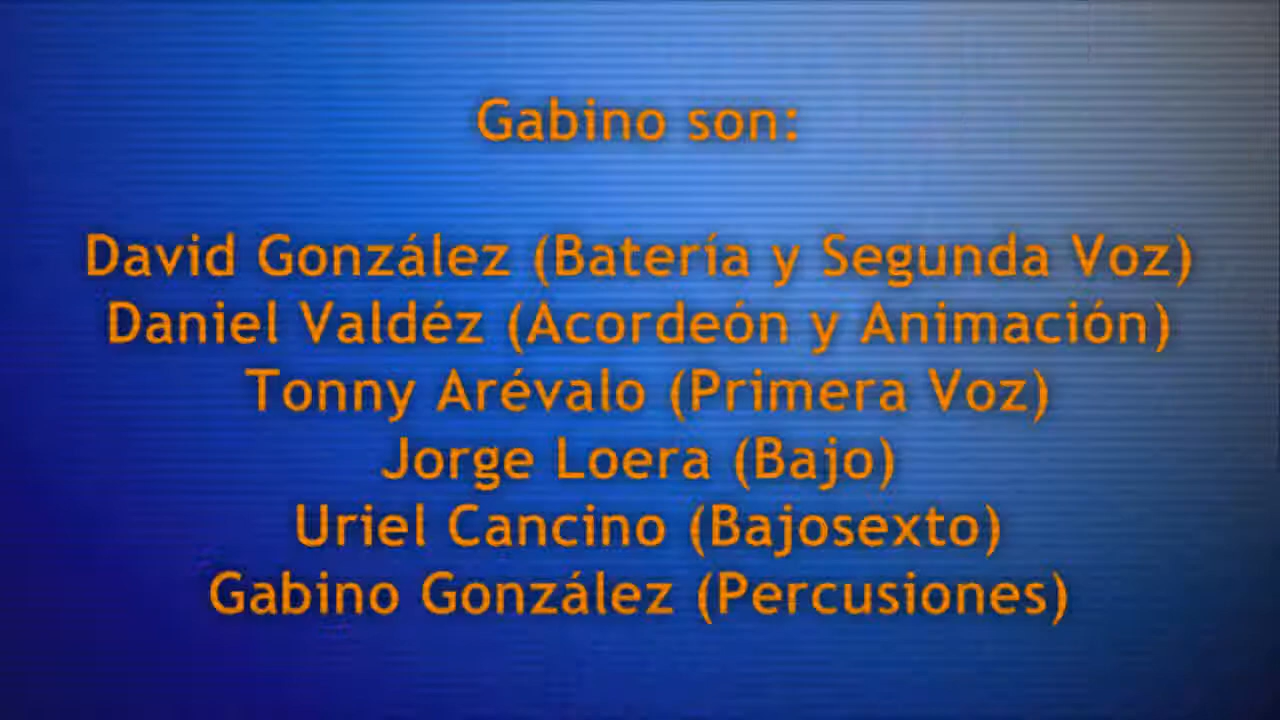 Gabino son:
David González (Batería y Segunda Voz)
Daniel Valdéz (Acordeón y Animación)
Tonny Arévalo (Primera Voz)
Jorge Loera (Bajo)
Uriel Cancino (Bajosexto)
Gabino González (Percusiones)